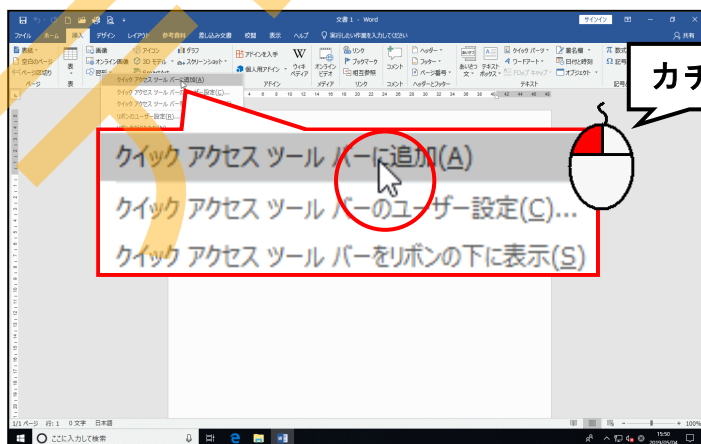 文書 1 - Word
サインイン
ファイル ホーム 挿入 デザイン レイアウト 参考資料 差し込み文書 校閲 表示 ヘルプ 実行したい作業を入力してください
共有
表紙
空白のページ
ページ区切り
ページ
表
表
画像
オンライン画像
図形
アイコン
3D モデル
SmartArt
グラフ
スクリーンショット
アドインを入手
個人用アドイン
アドイン
ウィキペディア
オンライン ビデオ
メディア
リンク
ブックマーク
相互参照
リンク
コメント
コメント
ヘッダー
フッター
ページ番号
ヘッダーとフッター
あいさつ文
テキスト ボックス
クイック パーツ
ワードアート
ドロップ キャップ
テキスト
署名欄
日付と時刻
オブジェクト
クイック アクセス ツール バーに追加(A)
リボンのユーザー設定(R)...
カチ
クイック アクセス ツール バーに追加(A)
クイック アクセス ツール バーのユーザー設定(C)...
クイック アクセス ツール バーをリボンの下に表示(S)
1/1 ページ 行: 1 0 文字 日本語
100%
ここに入力して検索
15:50
2019/05/04